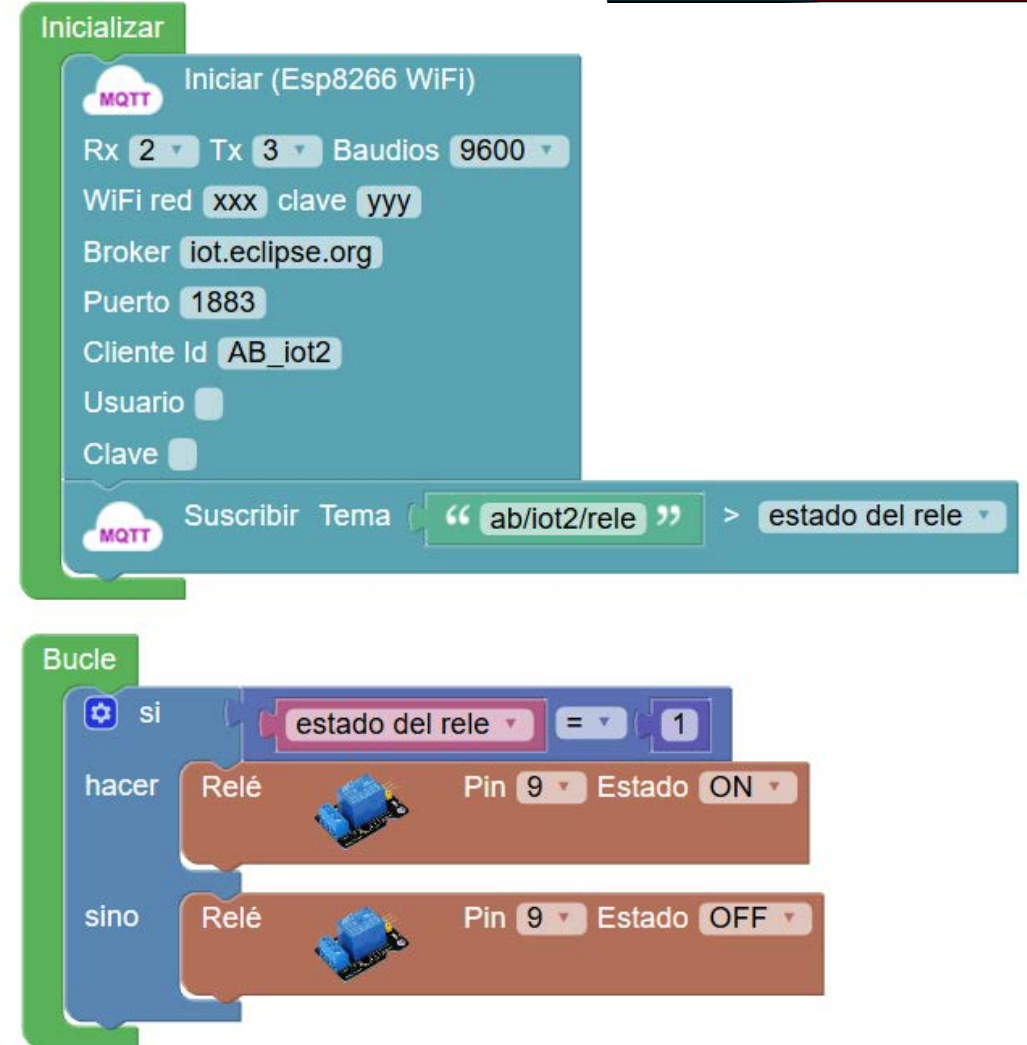 Inicializar
MQTT Iniciar (Esp8266 WiFi)
Rx 2 Tx 3 Baudios 9600
WiFi red xxx clave yyy
Broker iot.eclipse.org
Puerto 1883
Cliente Id AB_iot2
Usuario
Clave
MQTT Suscribir Tema “ ab/iot2/rele ” > estado del rele
Bucle
si estado del rele = 1
hacer Relé Pin 9 Estado ON
sino Relé Pin 9 Estado OFF